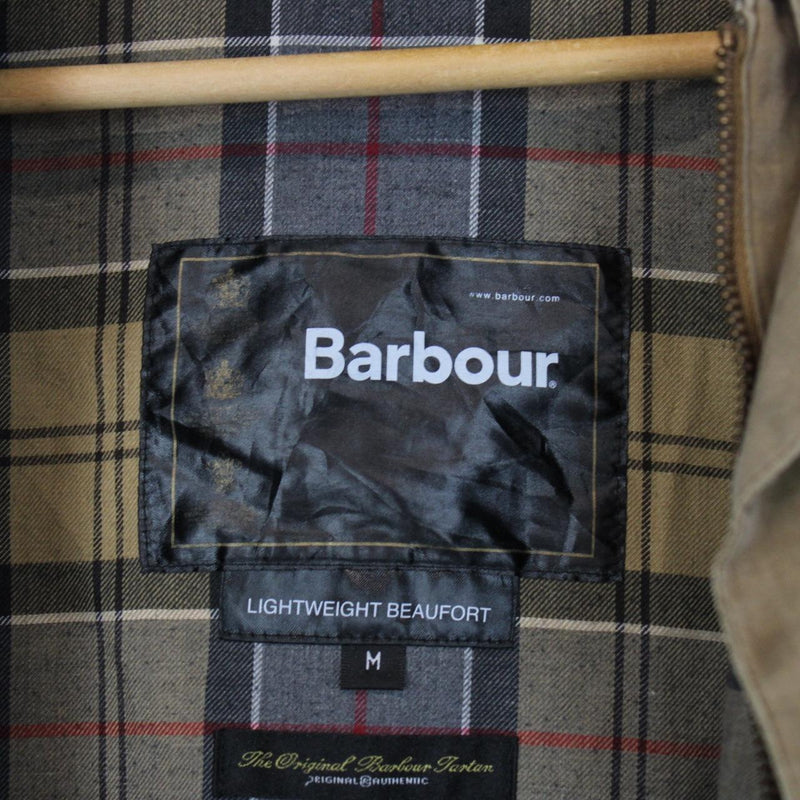 www.barbour.com
Barbour®
LIGHTWEIGHT BEAUFORT
M
The Original Barbour Tartan
ORIGINAL & AUTHENTIC